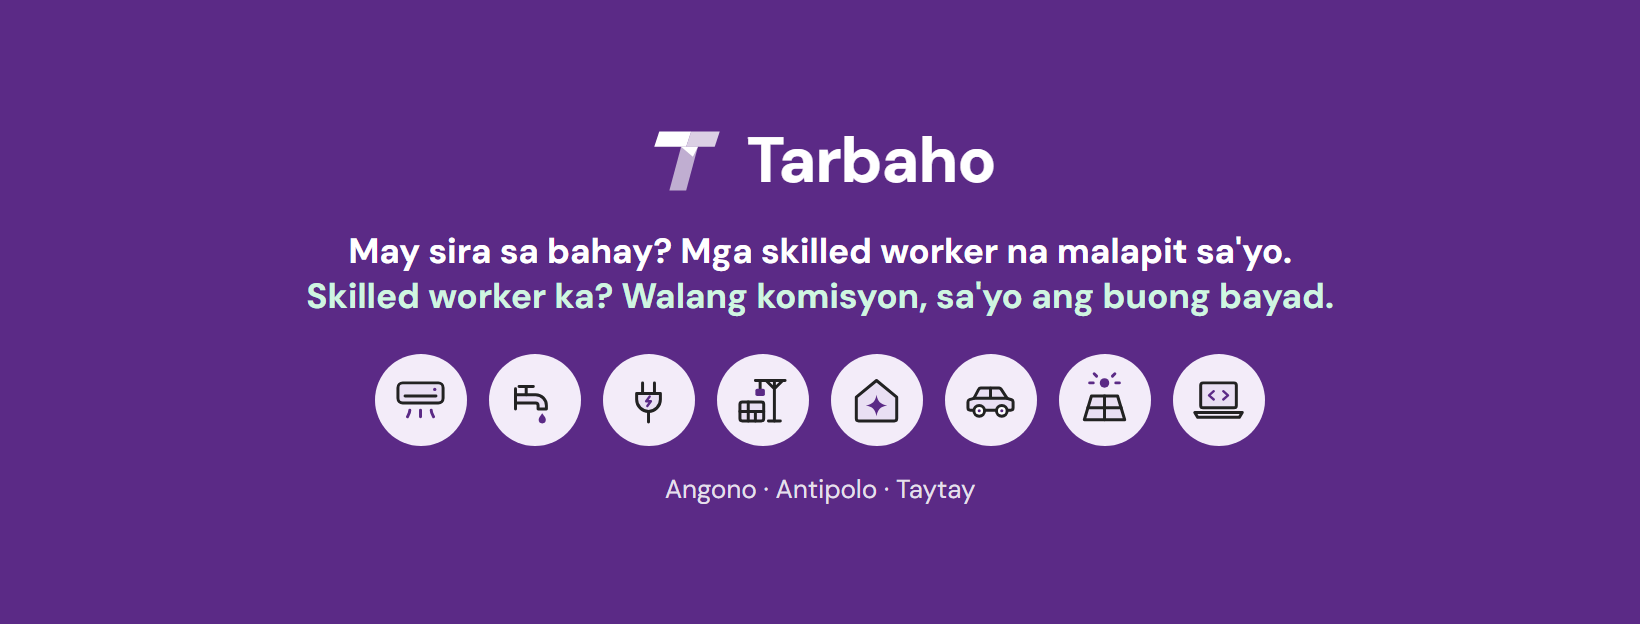 Tarbaho
May sira sa bahay? Mga skilled worker na malapit sa'yo.
Skilled worker ka? Walang komisyon, sa'yo ang buong bayad.
Angono · Antipolo · Taytay